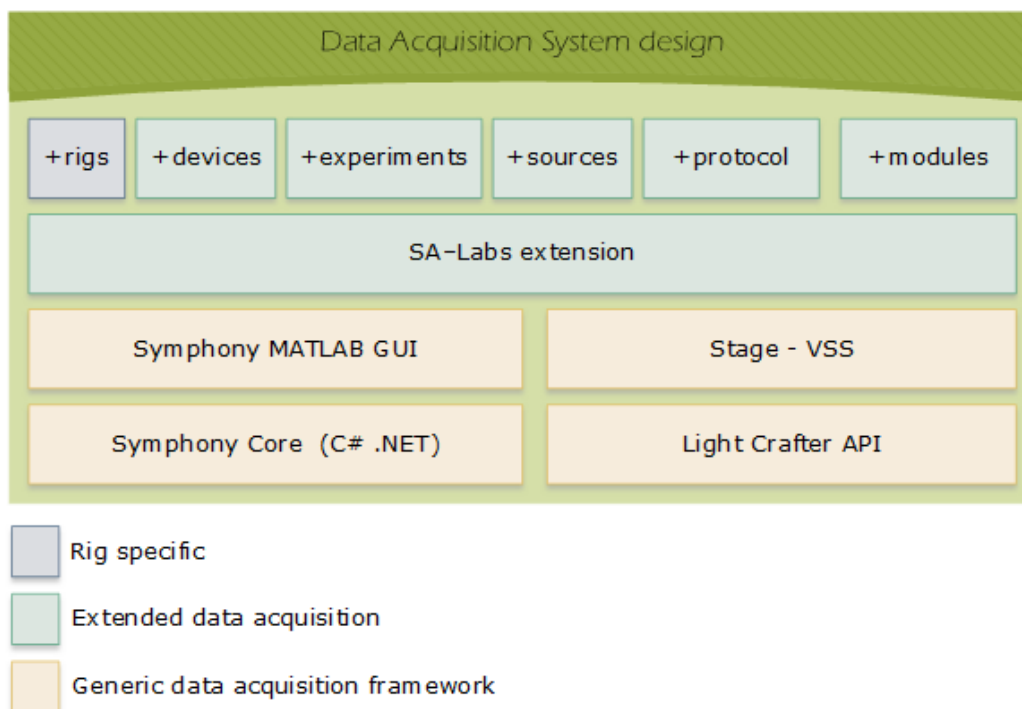 Data Acquisition System design
+rigs
+devices
+experiments
+sources
+protocol
+modules
SA-Labs extension
Symphony MATLAB GUI
Stage - VSS
Symphony Core (C# .NET)
Light Crafter API
Rig specific
Extended data acquisition
Generic data acquisition framework